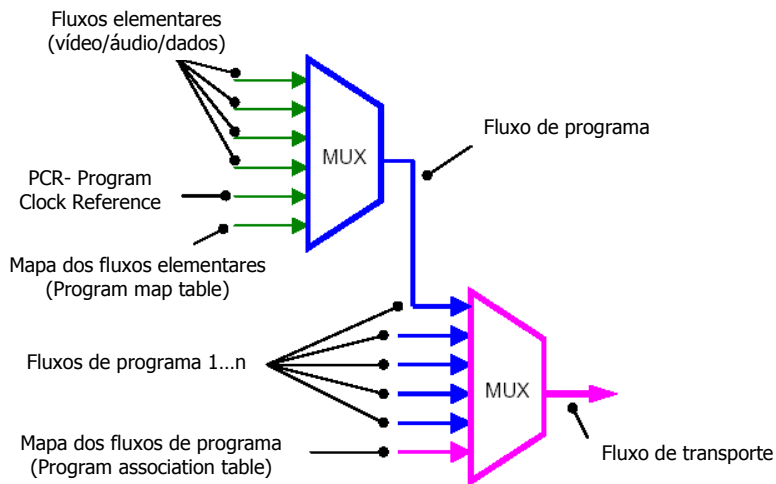 Fluxos elementares
(vídeo/áudio/dados)
MUX
Fluxo de programa
PCR- Program
Clock Reference
Mapa dos fluxos elementares
(Program map table)
Fluxos de programa 1...n
MUX
Mapa dos fluxos de programa
(Program association table)
Fluxo de transporte